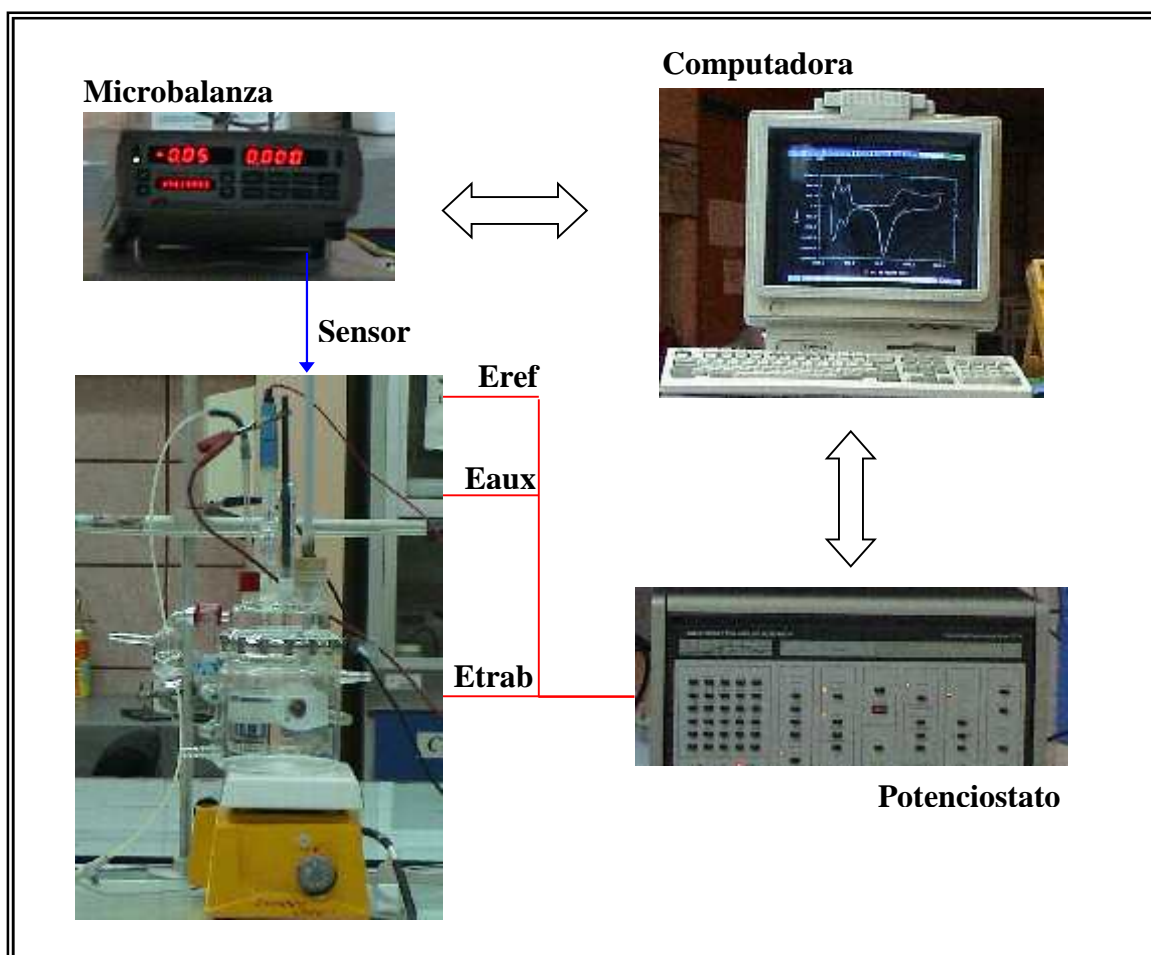 Computadora
Microbalanza
-0.05 0.000
Sensor
Eref
Eaux
Etrab
Potenciostato